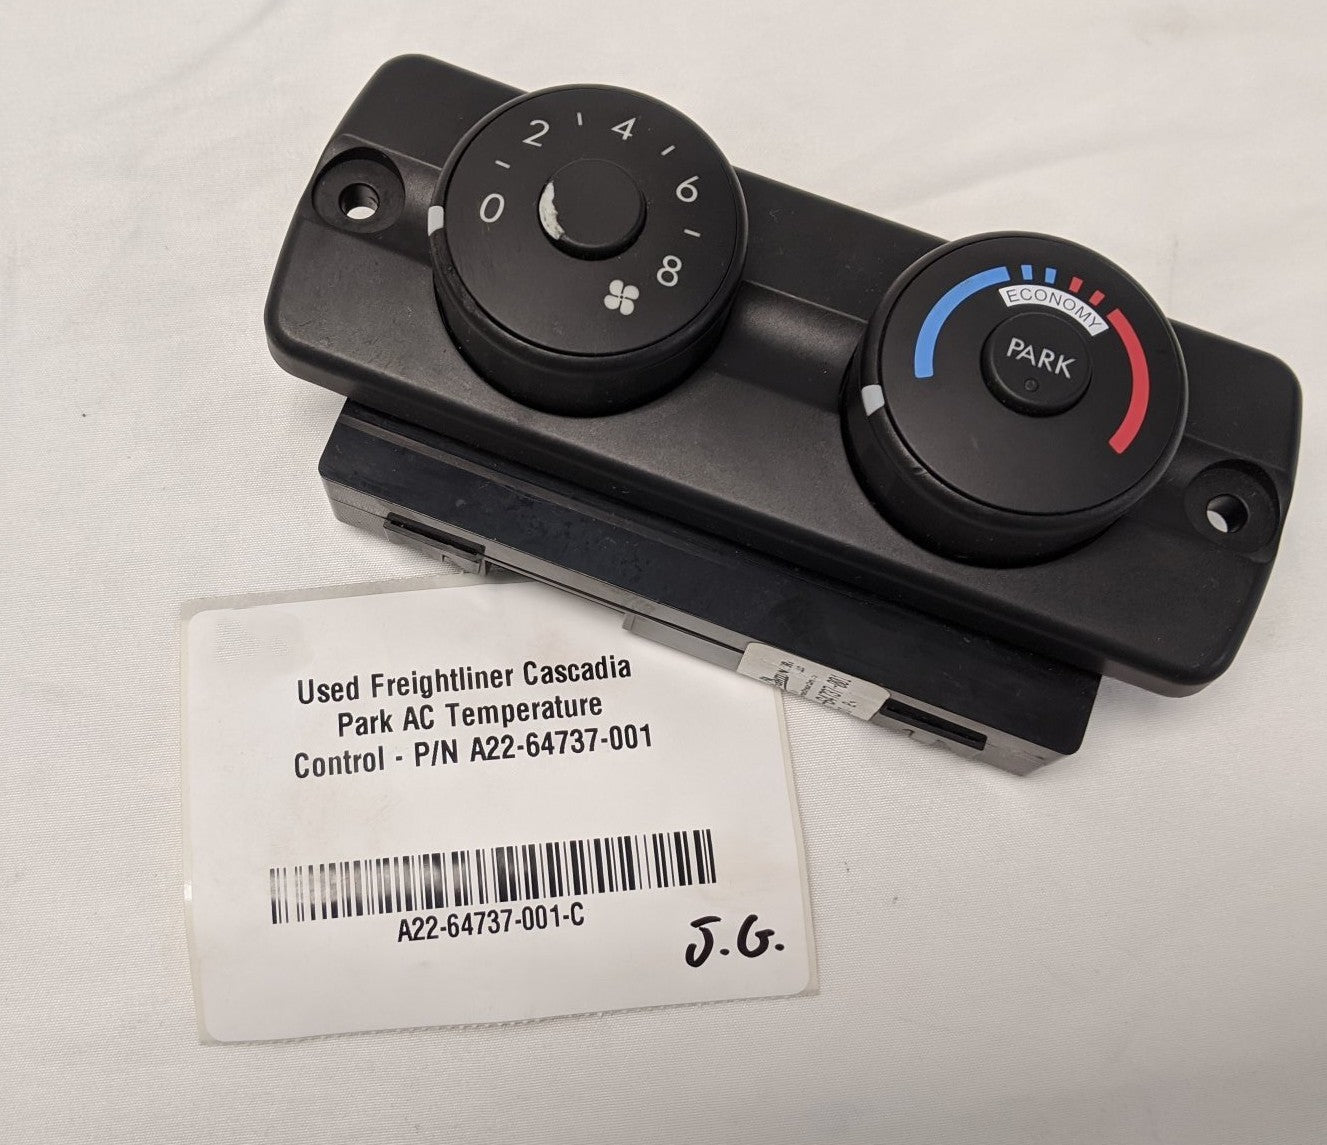 0 2 4 6 8
ECONOMY
PARK
Used Freightliner Cascadia
Park AC Temperature
Control - P/N A22-64737-001
A22-64737-001-C
J.G.